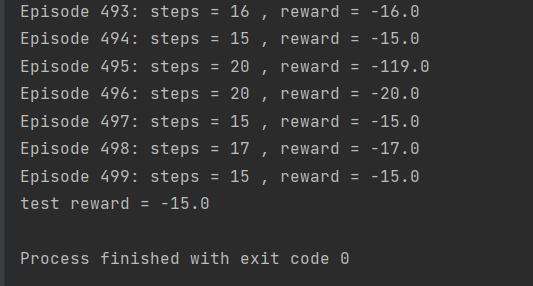 Episode 493: steps = 16 , reward = -16.0
Episode 494: steps = 15 , reward = -15.0
Episode 495: steps = 20 , reward = -119.0
Episode 496: steps = 20 , reward = -20.0
Episode 497: steps = 15 , reward = -15.0
Episode 498: steps = 17 , reward = -17.0
Episode 499: steps = 15 , reward = -15.0
test reward = -15.0
Process finished with exit code 0